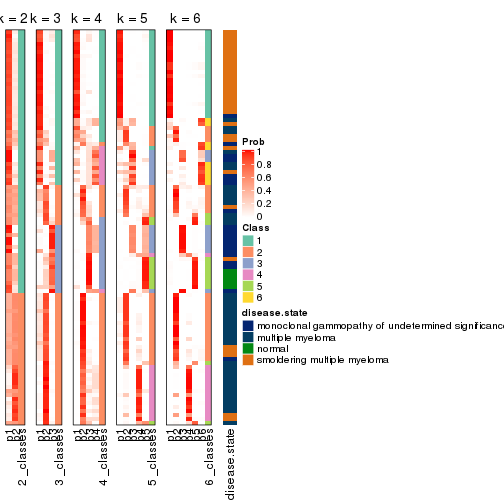 k = 2 k = 3 k = 4 k = 5 k = 6
Prob
1
0.8
0.6
0.4
0.2
0
Class
1
2
3
4
5
6
disease.state
monoclonal gammopathy of undetermined significance
multiple myeloma
normal
smoldering multiple myeloma
p1
p2
2_classes
p1
p2
p3
3_classes
p1
p2
p3
p4
4_classes
p1
p2
p3
p4
p5
5_classes
p1
p2
p3
p4
p5
p6
6_classes
disease.state